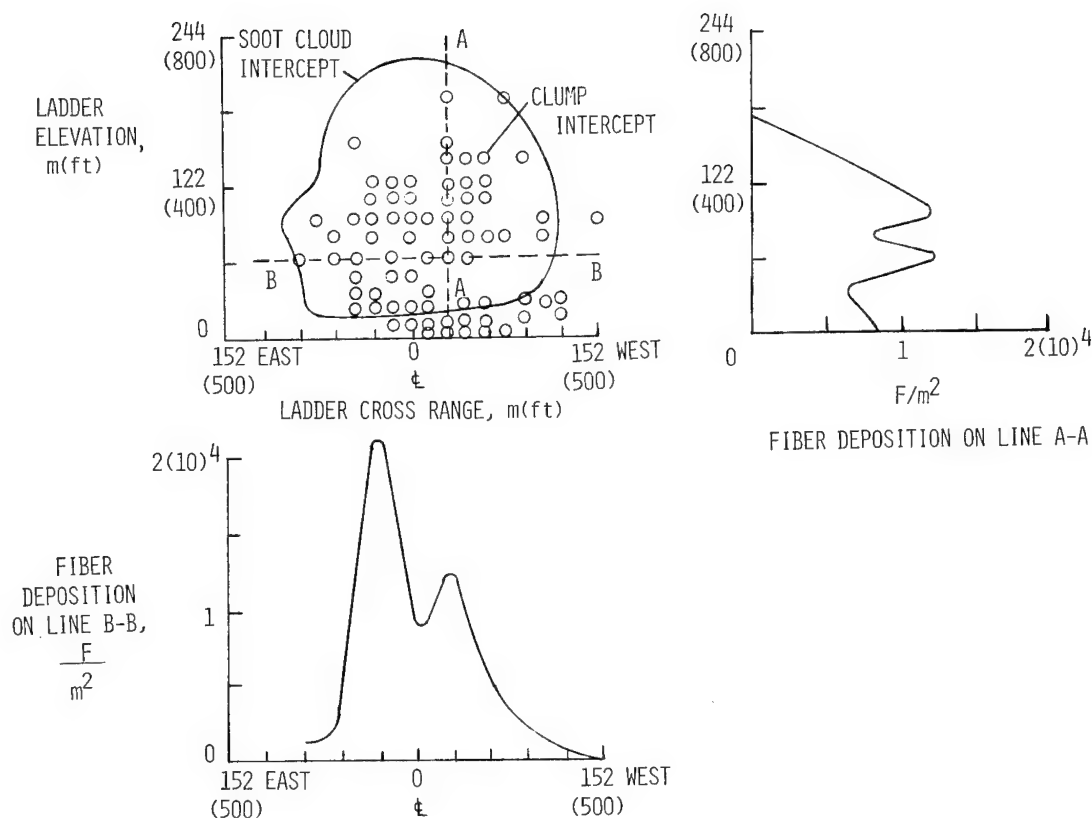 244
(800)
SOOT CLOUD
INTERCEPT
A
CLUMP
INTERCEPT
LADDER
ELEVATION,
m(ft)
122
(400)
B
B
A
0
152 EAST
(500)
0
℄
152 WEST
(500)
LADDER CROSS RANGE, m(ft)
244
(800)
122
(400)
0
1
2(10)⁴
F/m²
FIBER DEPOSITION ON LINE A-A
2(10)⁴
FIBER
DEPOSITION
ON LINE B-B,
F
m²
1
0
152 EAST
(500)
0
℄
152 WEST
(500)